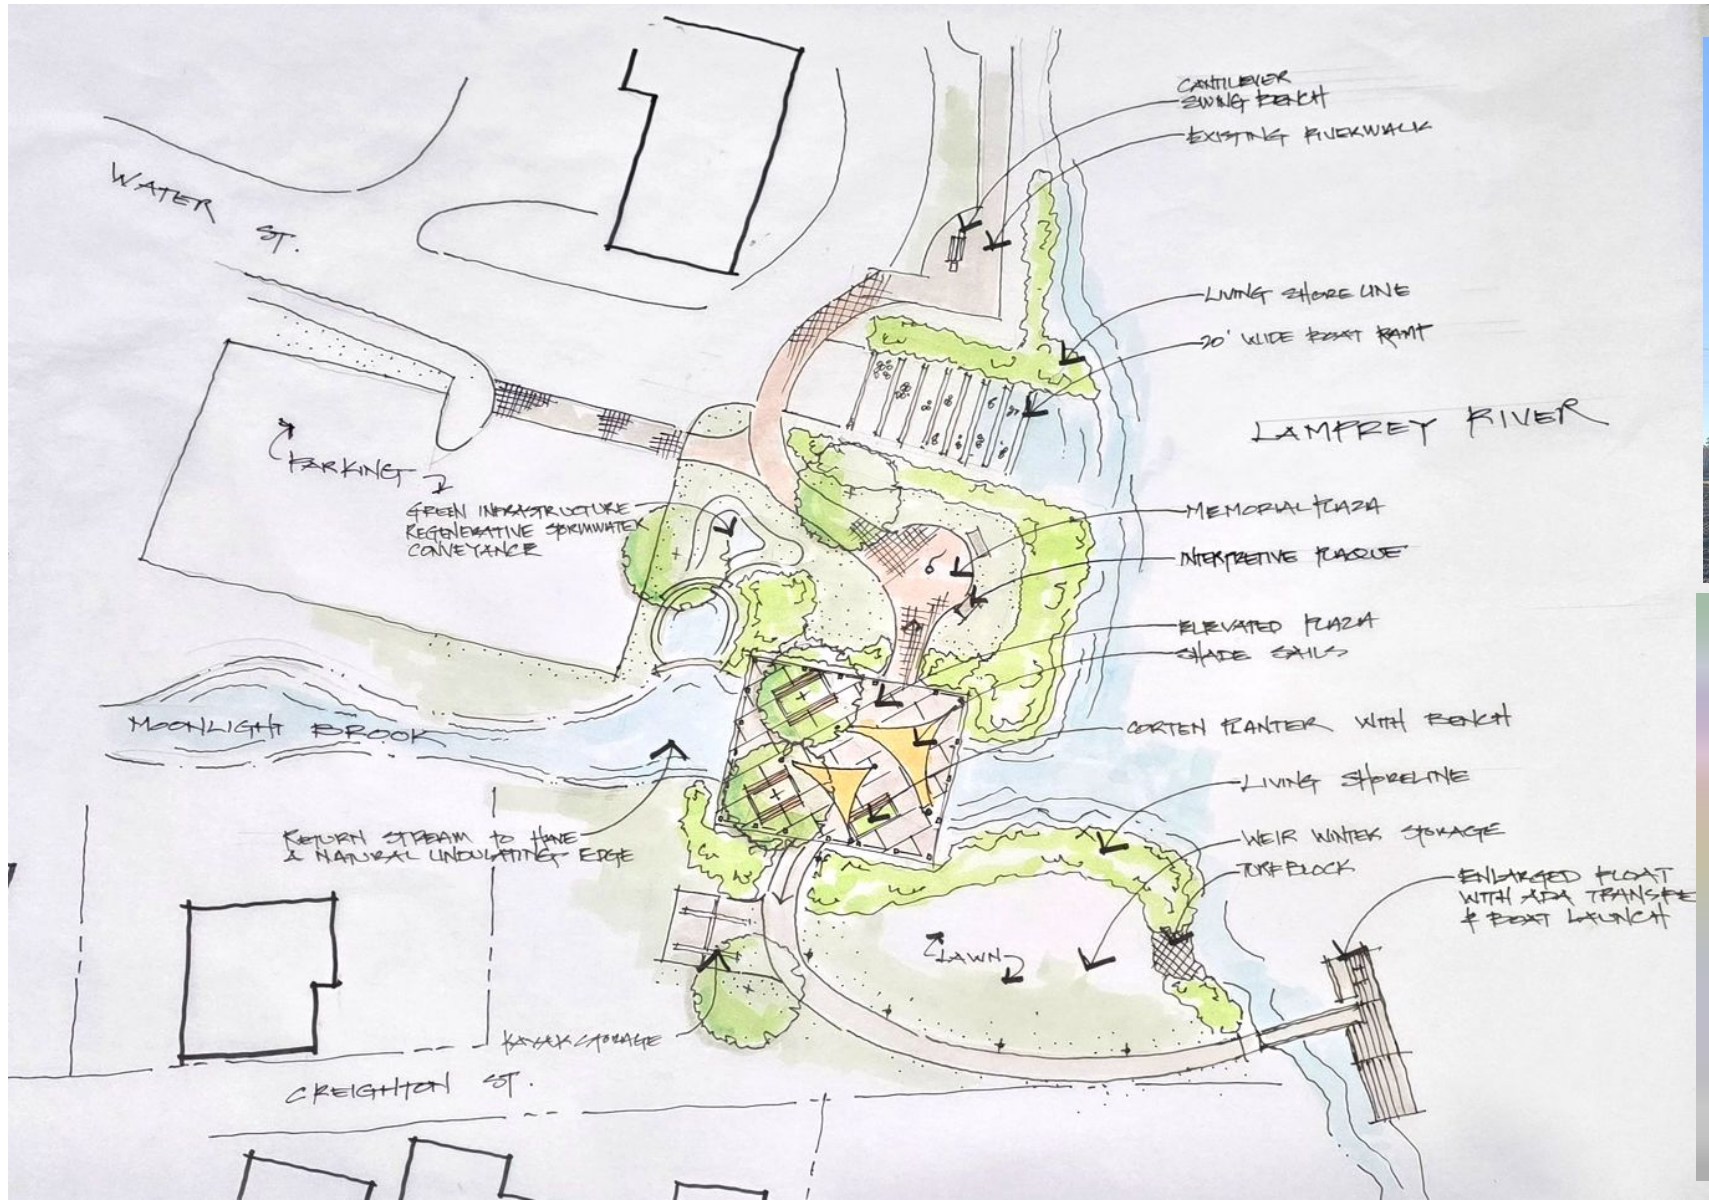 CANTILEVER
SWING BENCH
EXISTING RIVERWALK
WATER
ST.
LIVING SHORELINE
20' WIDE BOAT RAMP
LAMPREY RIVER
PARKING
GREEN INFRASTRUCTURE
REGENERATIVE STORMWATER
CONVEYANCE
MEMORIAL PLAZA
INTERPRETIVE PLAQUE
ELEVATED PLAZA
SHADE SAILS
MOONLIGHT BROOK
CORTEN PLANTER WITH BENCH
LIVING SHORELINE
RETURN STREAM TO HAVE
A NATURAL UNDULATING EDGE
WEIR WINTER STORAGE
TURF BLOCK
ENLARGED FLOAT
WITH ADA TRANSFE
& BOAT LAUNCH
LAWN
KAYAK STORAGE
CREIGHTON ST.